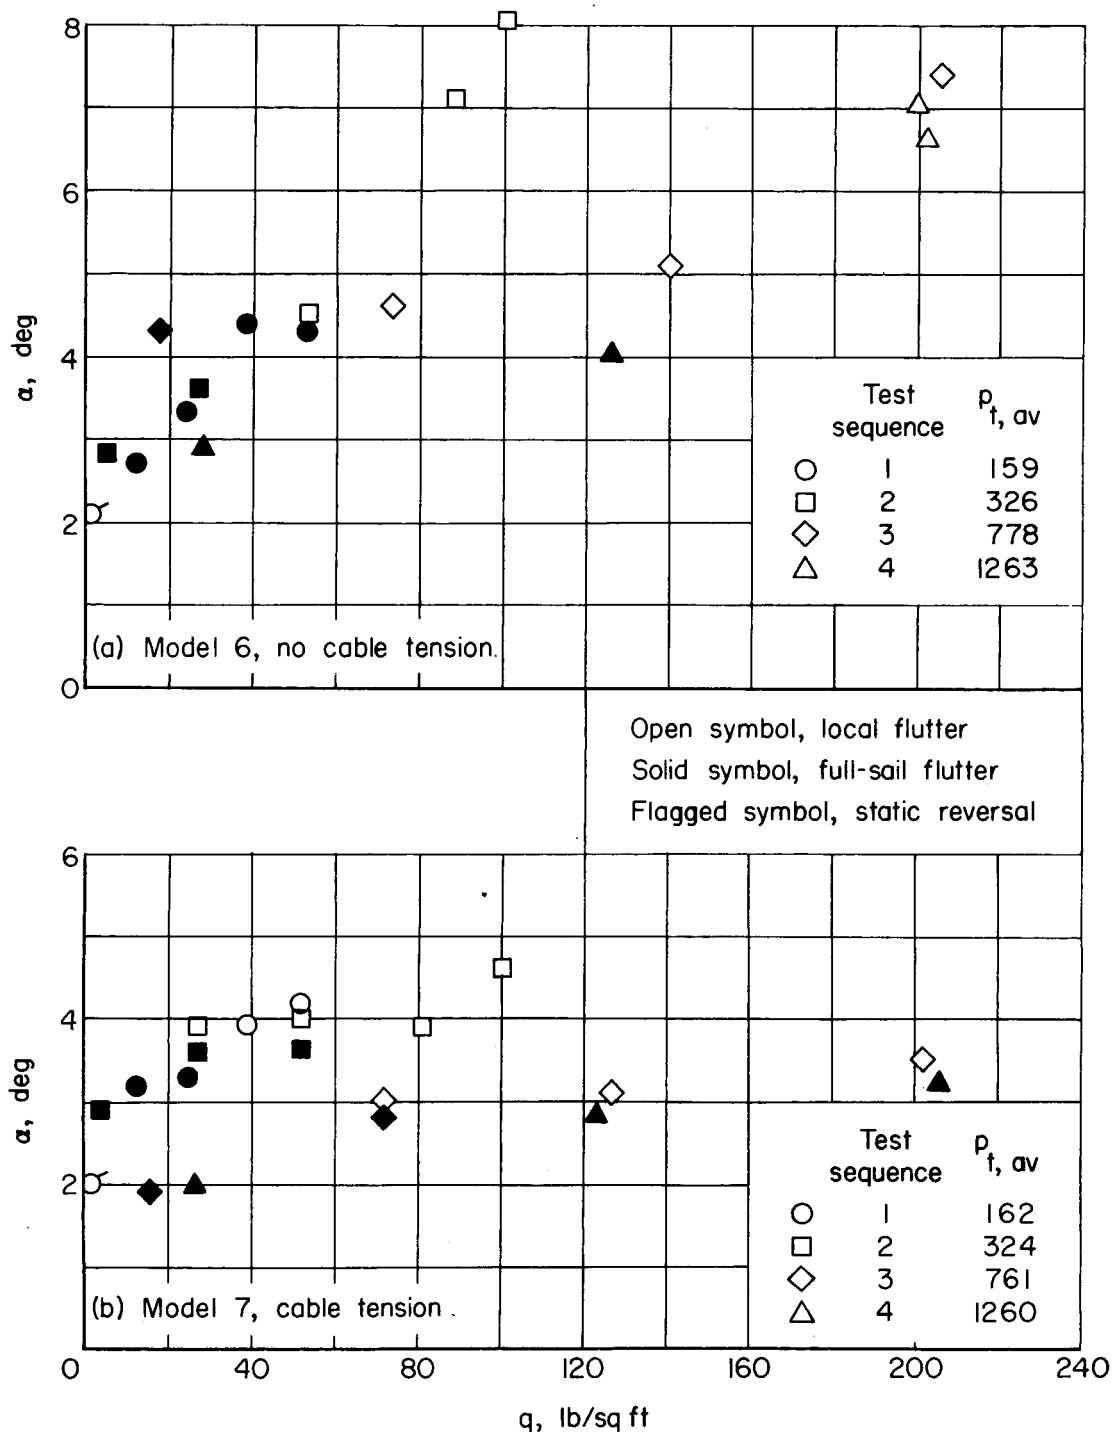 8
6
4
2
0
α, deg
Test sequence
p t, av
1 159
2 326
3 778
4 1263
(a) Model 6, no cable tension.
Open symbol, local flutter
Solid symbol, full-sail flutter
Flagged symbol, static reversal
6
4
2
0
α, deg
Test sequence
p t, av
1 162
2 324
3 761
4 1260
(b) Model 7, cable tension.
40 80 120 160 200 240
q, lb/sq ft